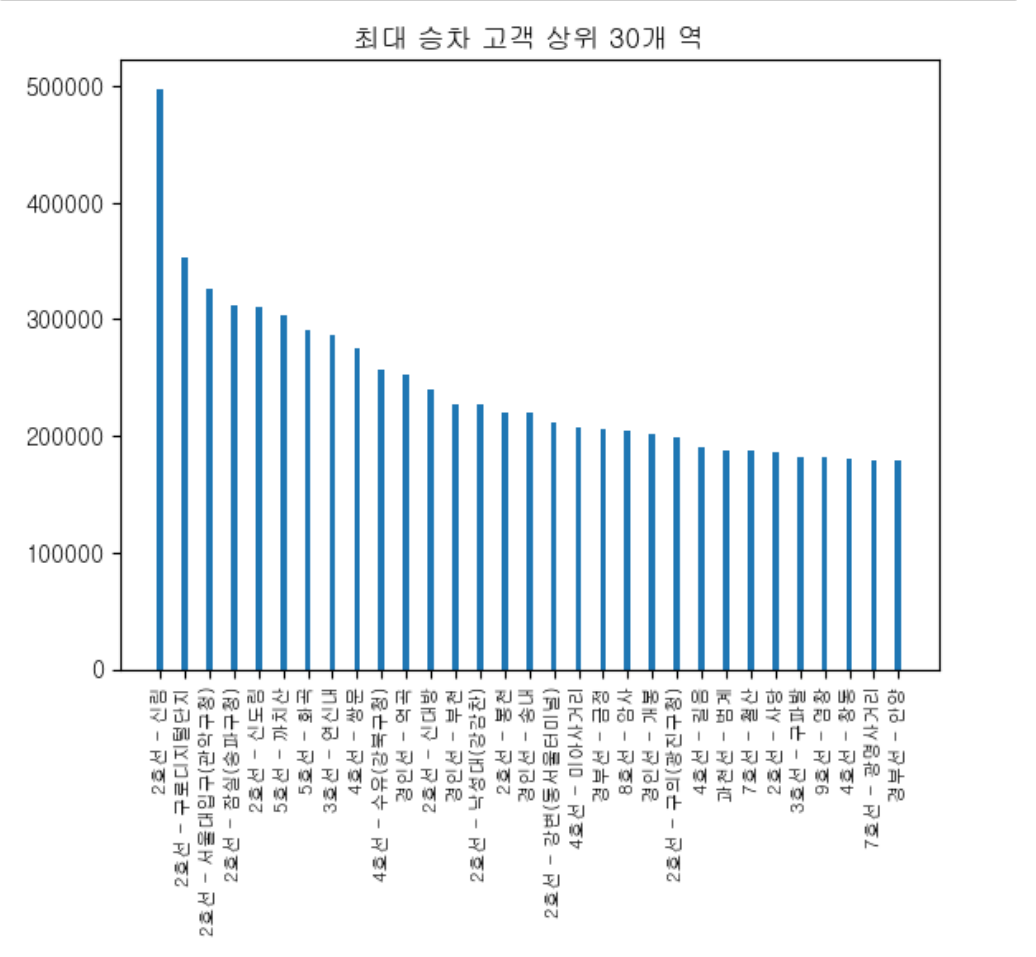 최대 승차 고객 상위 30개 역
500000
400000
300000
200000
100000
0
2호선 - 신림
2호선 - 구로디지털단지
2호선 - 서울대입구(관악구청)
2호선 - 잠실(송파구청)
2호선 - 신도림
5호선 - 까치산
5호선 - 화곡
3호선 - 연신내
4호선 - 쌍문
4호선 - 수유(강북구청)
경인선 - 역곡
2호선 - 신대방
경인선 - 부천
2호선 - 낙성대(강감찬)
2호선 - 봉천
경인선 - 송내
2호선 - 강변(동서울터미널)
4호선 - 미아사거리
경부선 - 금정
8호선 - 암사
경인선 - 개봉
2호선 - 구의(광진구청)
4호선 - 길음
과천선 - 범계
7호선 - 철산
2호선 - 사당
3호선 - 구파발
9호선 - 염창
4호선 - 창동
7호선 - 광명사거리
경부선 - 안양